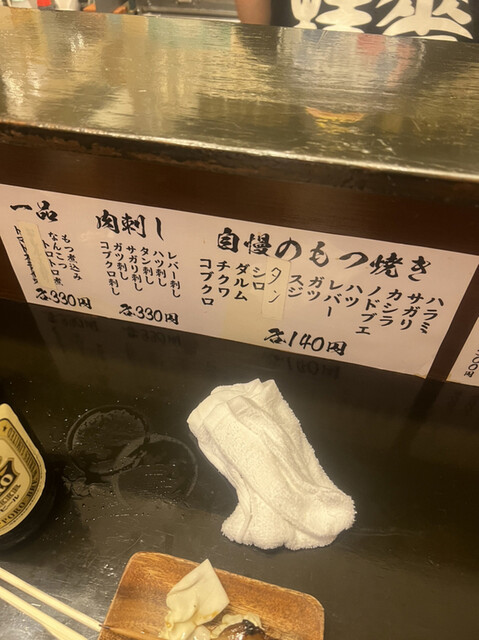 自慢のもつ焼き
ハラミ
サガリ
カシラ
ノドブエ
ハツ
レバー
ガツ
スジ
タン
シロ
ダルム
チクワ
コブクロ
各140円
肉刺し
レバー刺し
ハツ刺し
タン刺し
サガリ刺し
ガツ刺し
コブクロ刺し
各330円
一品
もつ煮込み
なんこつ煮
各330円
00円